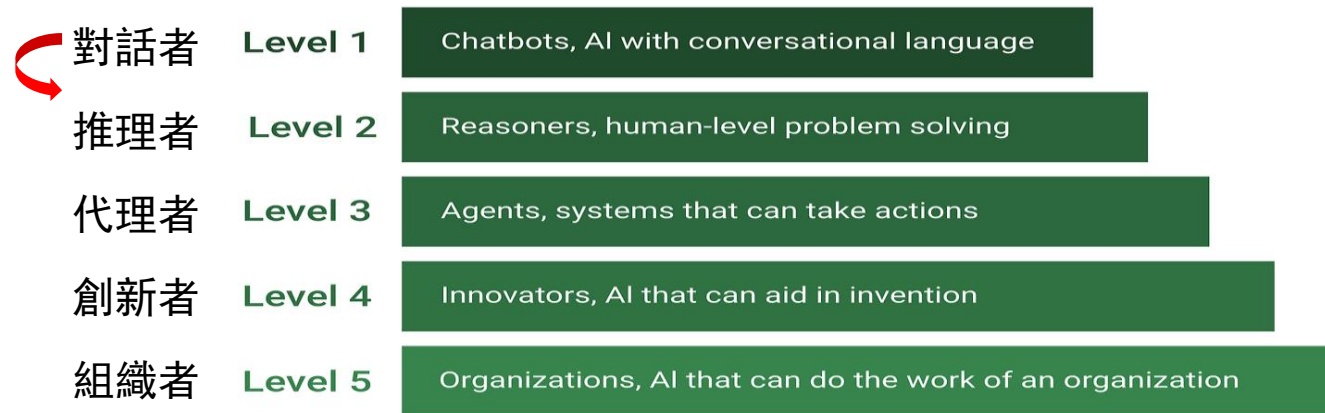 對話者 Level 1 Chatbots, AI with conversational language
推理者 Level 2 Reasoners, human-level problem solving
代理者 Level 3 Agents, systems that can take actions
創新者 Level 4 Innovators, AI that can aid in invention
組織者 Level 5 Organizations, AI that can do the work of an organization